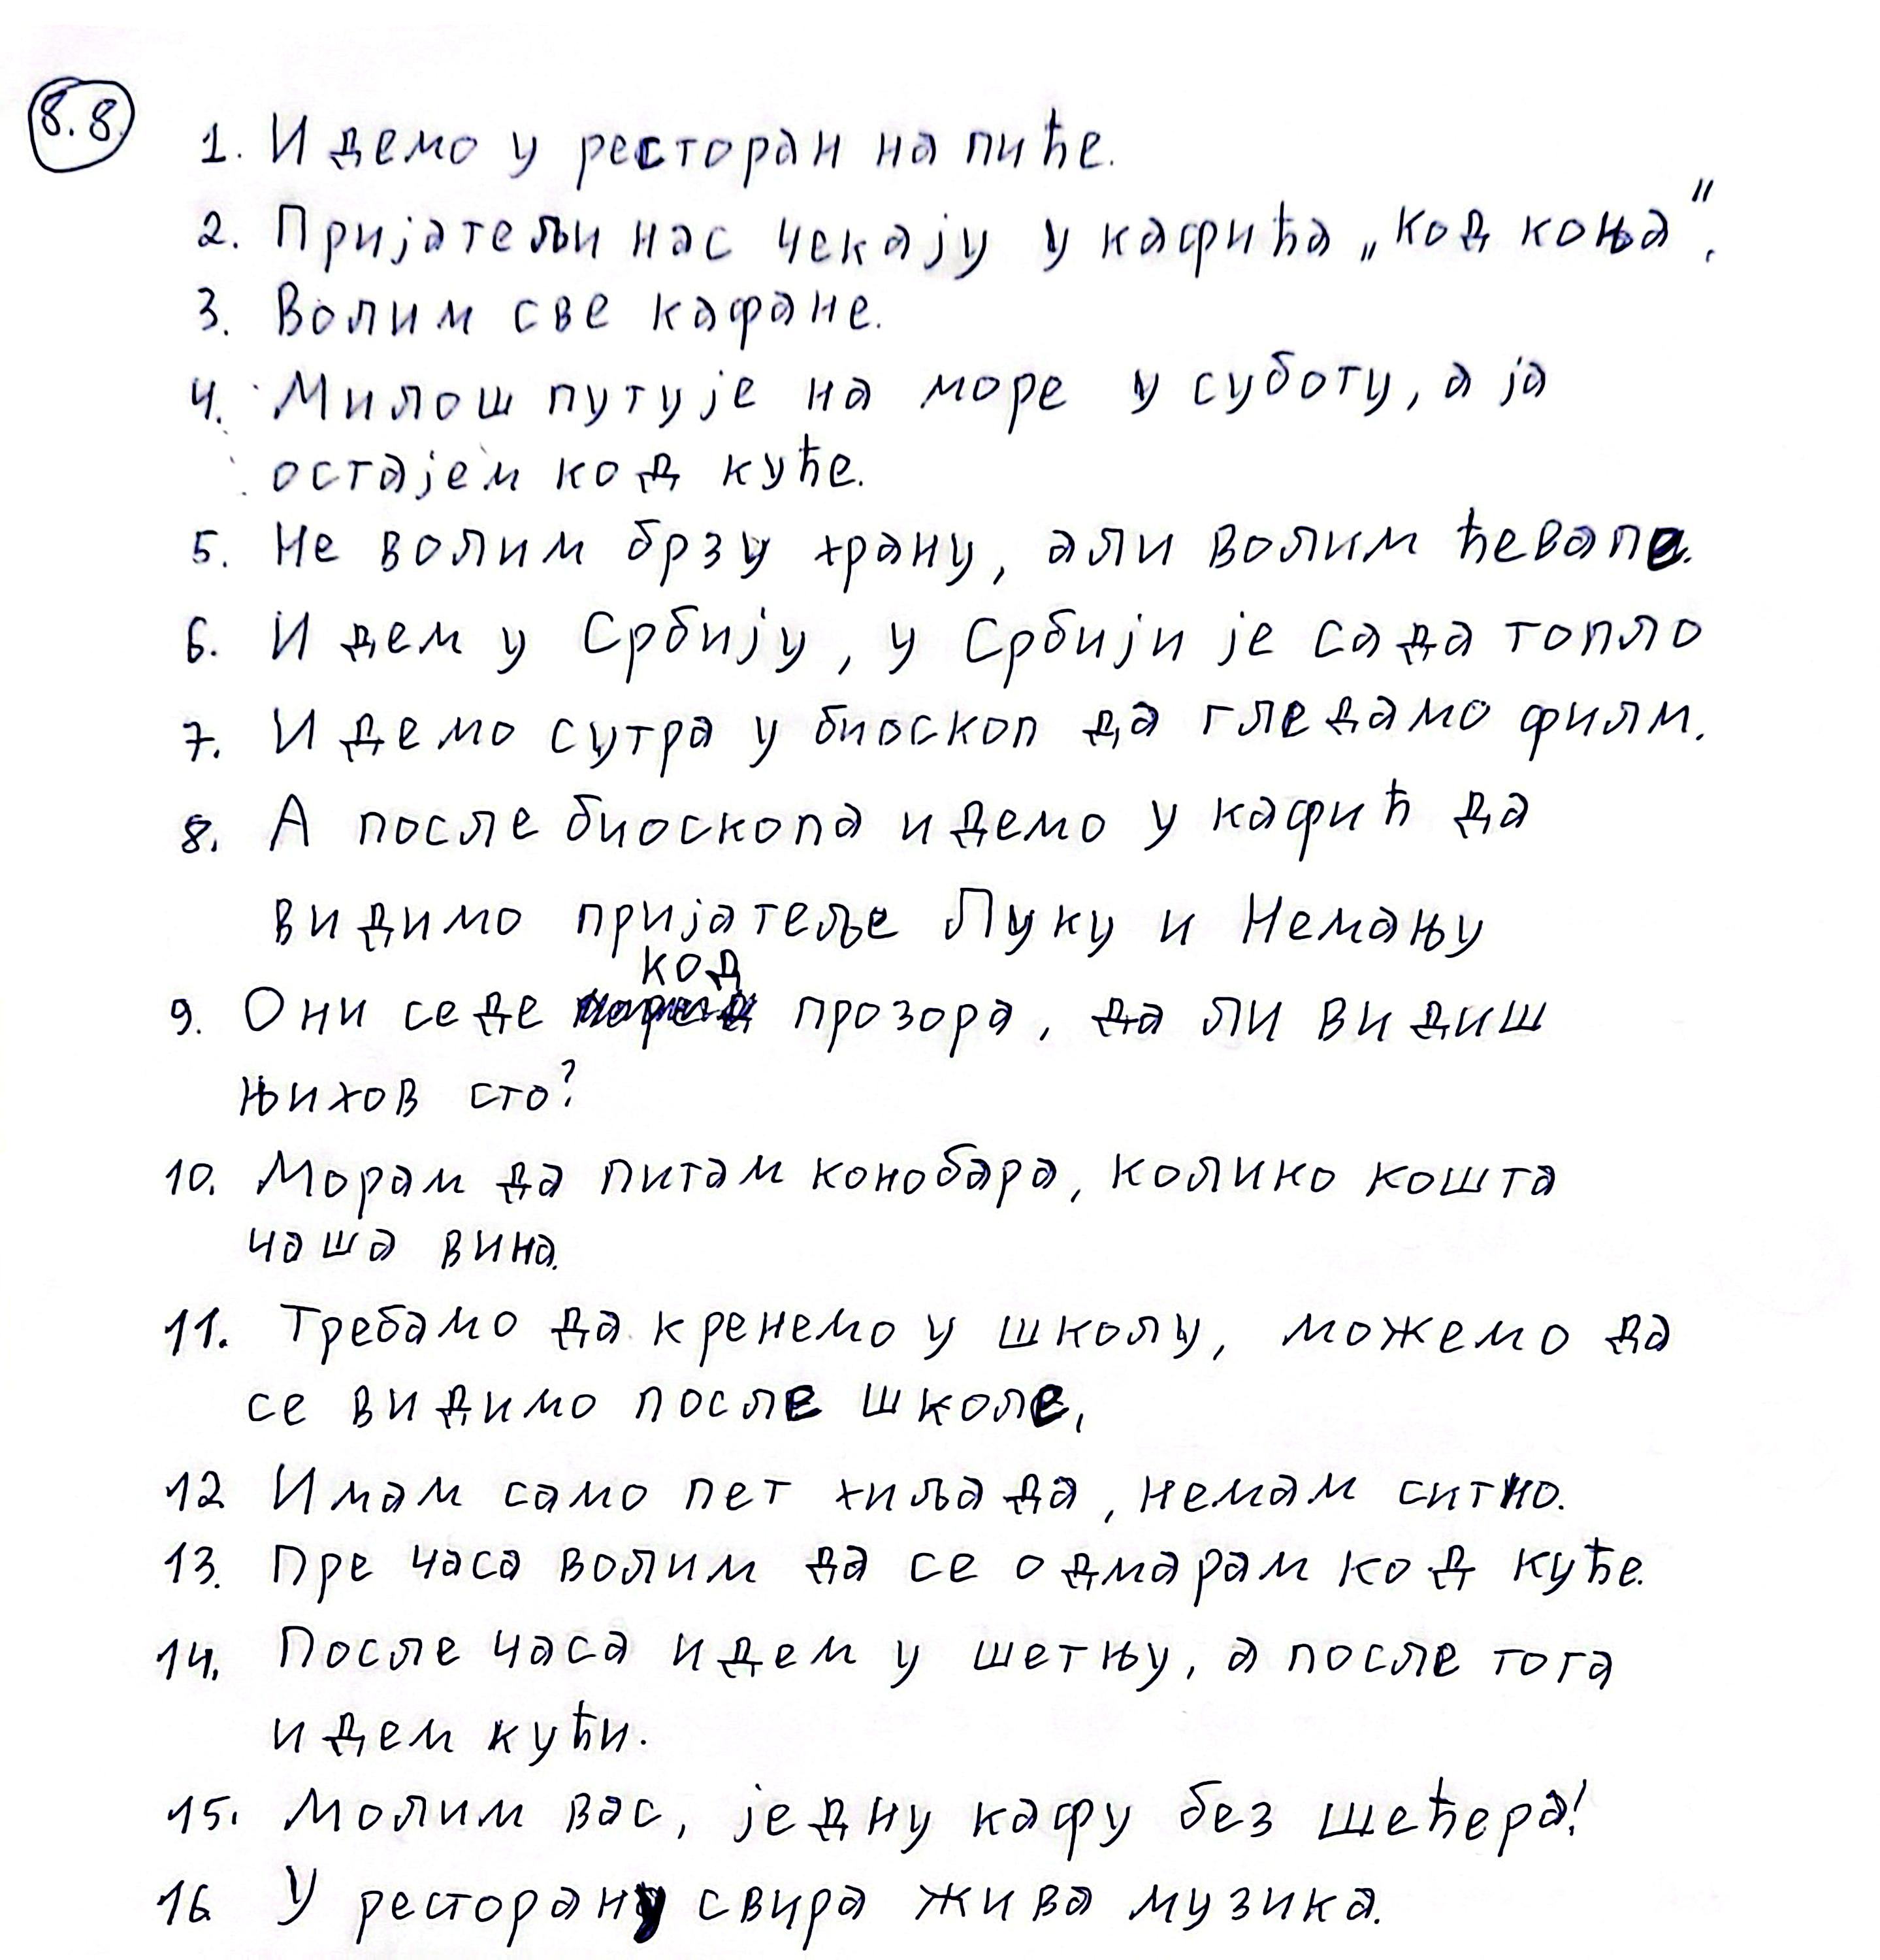 8.8.
1. Идемо у ресторан на пиће.
2. Пријатељи нас чекају у кафића „Код коња".
3. Волим све кафане.
4. Милош путује на море у суботу, а ја
остајем код куће.
5. Не волим брзу храну, али волим ћевапе.
6. Идем у Србију, у Србији је сада топло
7. Идемо сутра у биоскоп да гледамо филм.
8. А после биоскопа идемо у кафић да
видимо пријатеље Луку и Немању
код
9. Они седе прозора, да ли видиш
њихов сто?
10. Морам да питам конобара, колико кошта
чаша вина.
11. Требамо да кренемо у школу, можемо да
се видимо после школе.
12 Имам само пет хиљада, немам ситно.
13. Пре часа волим да се одмарам код куће.
14. После часа идем у шетњу, а после тога
идем кући.
15. Молим вас, једну кафу без шећера!
16. У ресторану свира жива музика.